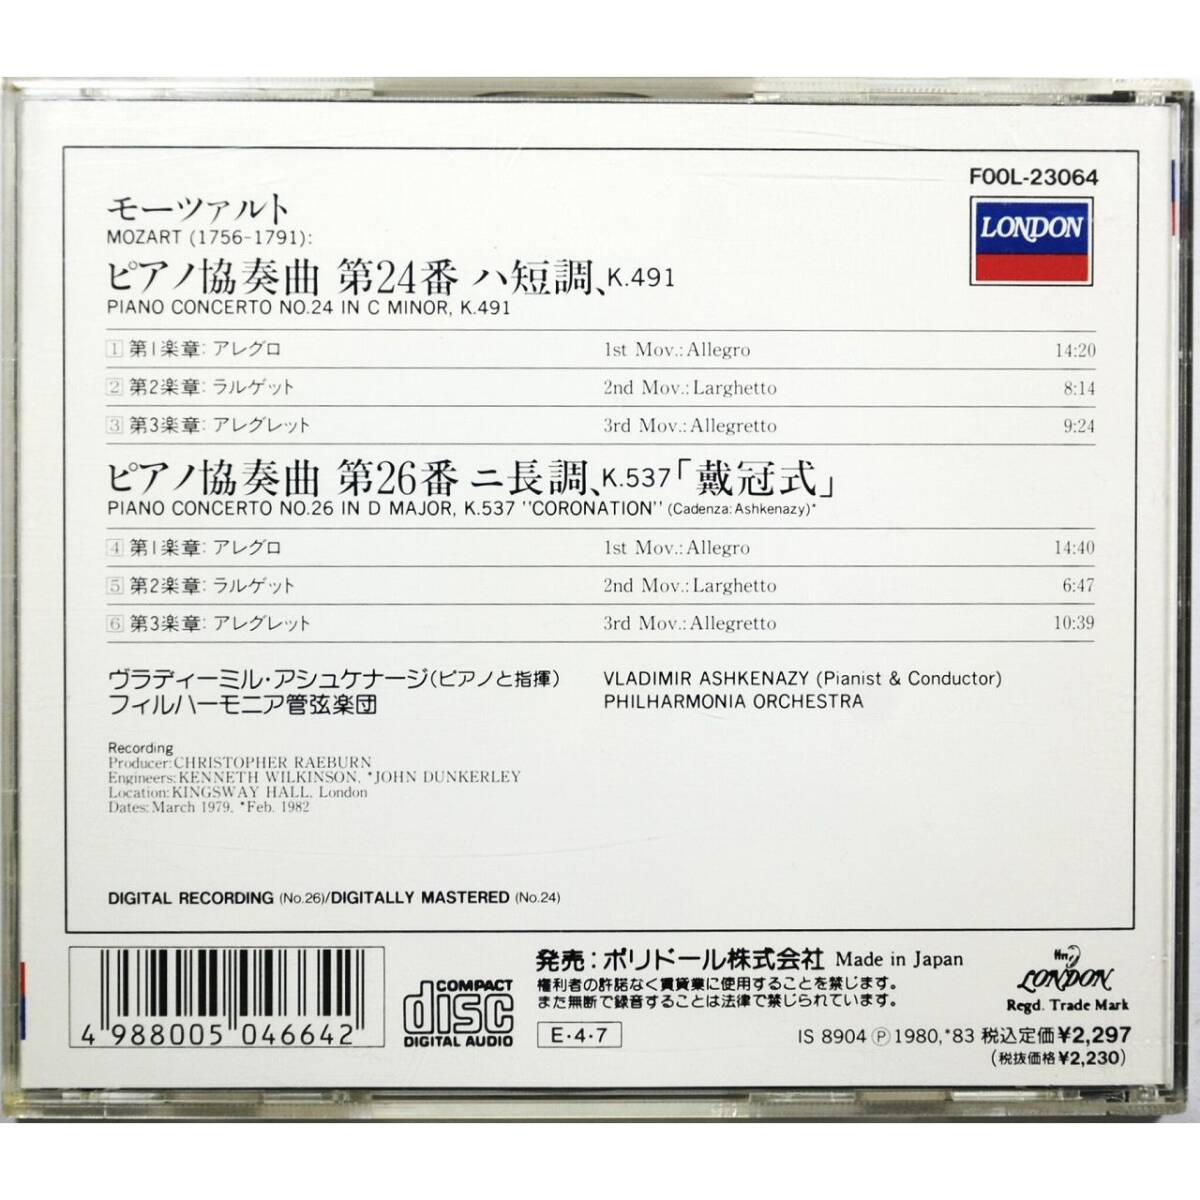 FOOL-23064
LONDON
モーツァルト
MOZART (1756-1791):
ピアノ協奏曲 第24番 ハ短調、K.491
PIANO CONCERTO NO.24 IN C MINOR, K.491
1 第1楽章: アレグロ 1st Mov.: Allegro 14:20
2 第2楽章: ラルゲット 2nd Mov.: Larghetto 8:14
3 第3楽章: アレグレット 3rd Mov.: Allegretto 9:24
ピアノ協奏曲 第26番 ニ長調、K.537「戴冠式」
PIANO CONCERTO NO.26 IN D MAJOR, K.537 "CORONATION" (Cadenza: Ashkenazy)*
4 第1楽章: アレグロ 1st Mov.: Allegro 14:40
5 第2楽章: ラルゲット 2nd Mov.: Larghetto 6:47
6 第3楽章: アレグレット 3rd Mov.: Allegretto 10:39
ヴラディーミル・アシュケナージ(ピアノと指揮) VLADIMIR ASHKENAZY (Pianist & Conductor)
フィルハーモニア管弦楽団 PHILHARMONIA ORCHESTRA
Recording
Producer: CHRISTOPHER RAEBURN
Engineers: KENNETH WILKINSON, *JOHN DUNKERLEY
Location: KINGSWAY HALL, London
Dates: March 1979, *Feb. 1982
DIGITAL RECORDING (No.26)/DIGITALLY MASTERED (No.24)
4 988005 046642
COMPACT
disc
DIGITAL AUDIO
発売:ポリドール株式会社 Made in Japan
権利者の許諾なく賃貸業に使用することを禁じます。
また無断で録音することは法律で禁じられています。
E・4・7
ffrr
LONDON
Regd. Trade Mark
IS 8904 ℗ 1980,*83 税込定価¥2,297
(税抜価格¥2,230)